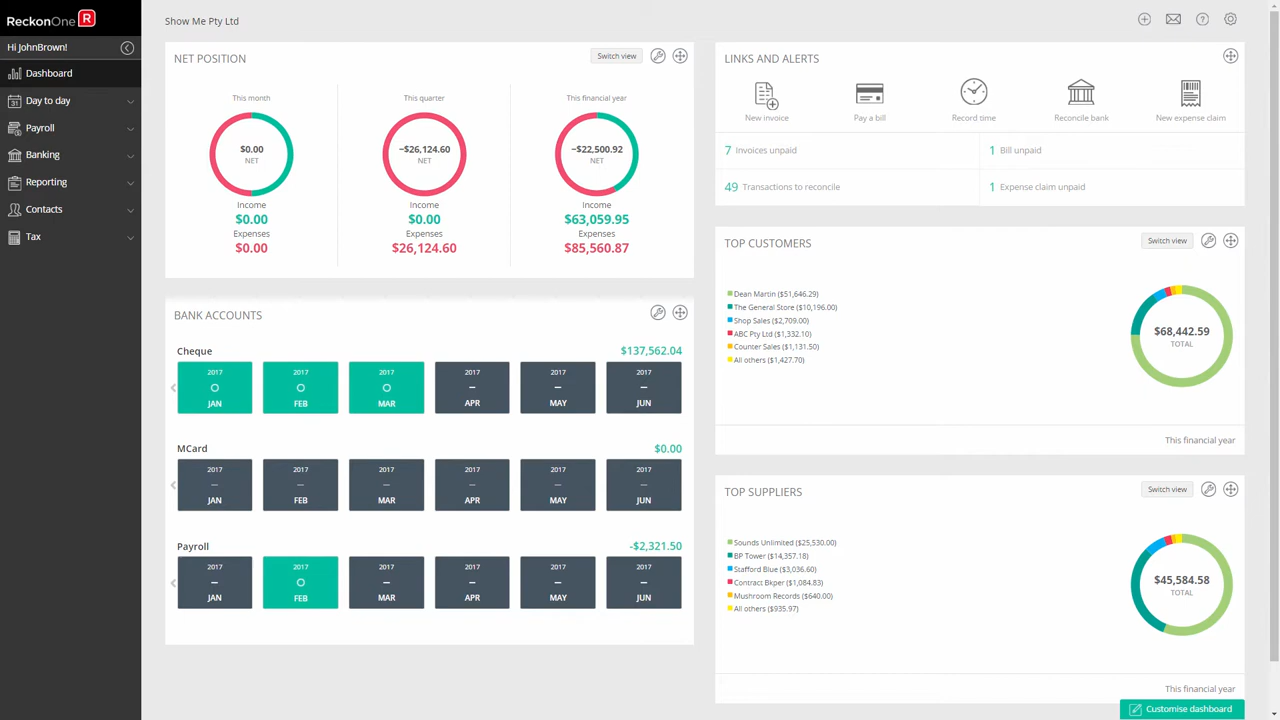 ReckonOne R
Show Me Pty Ltd
Hi JohnBrown!
Dashboard
Day to day
Payroll
Banking
Reporting
Contacts
Tax
NET POSITION
Switch view
This month
This quarter
This financial year
$0.00
NET
−$26,124.60
NET
−$22,500.92
NET
Income
Income
Income
$0.00
$0.00
$63,059.95
Expenses
Expenses
Expenses
$0.00
$26,124.60
$85,560.87
BANK ACCOUNTS
Cheque
$137,562.04
2017
2017
2017
2017
2017
2017
JAN
FEB
MAR
APR
MAY
JUN
MCard
$0.00
2017
2017
2017
2017
2017
2017
JAN
FEB
MAR
APR
MAY
JUN
Payroll
-$2,321.50
2017
2017
2017
2017
2017
2017
JAN
FEB
MAR
APR
MAY
JUN
LINKS AND ALERTS
New invoice
Pay a bill
Record time
Reconcile bank
New expense claim
7 Invoices unpaid
1 Bill unpaid
49 Transactions to reconcile
1 Expense claim unpaid
TOP CUSTOMERS
Switch view
Dean Martin ($51,646.29)
The General Store ($10,196.00)
Shop Sales ($2,709.00)
ABC Pty Ltd ($1,332.10)
Counter Sales ($1,131.50)
All others ($1,427.70)
$68,442.59
TOTAL
This financial year
TOP SUPPLIERS
Switch view
Sounds Unlimited ($25,530.00)
BP Tower ($14,357.18)
Stafford Blue ($3,036.60)
Contract Bkper ($1,084.83)
Mushroom Records ($640.00)
All others ($935.97)
$45,584.58
TOTAL
This financial year
Customise dashboard